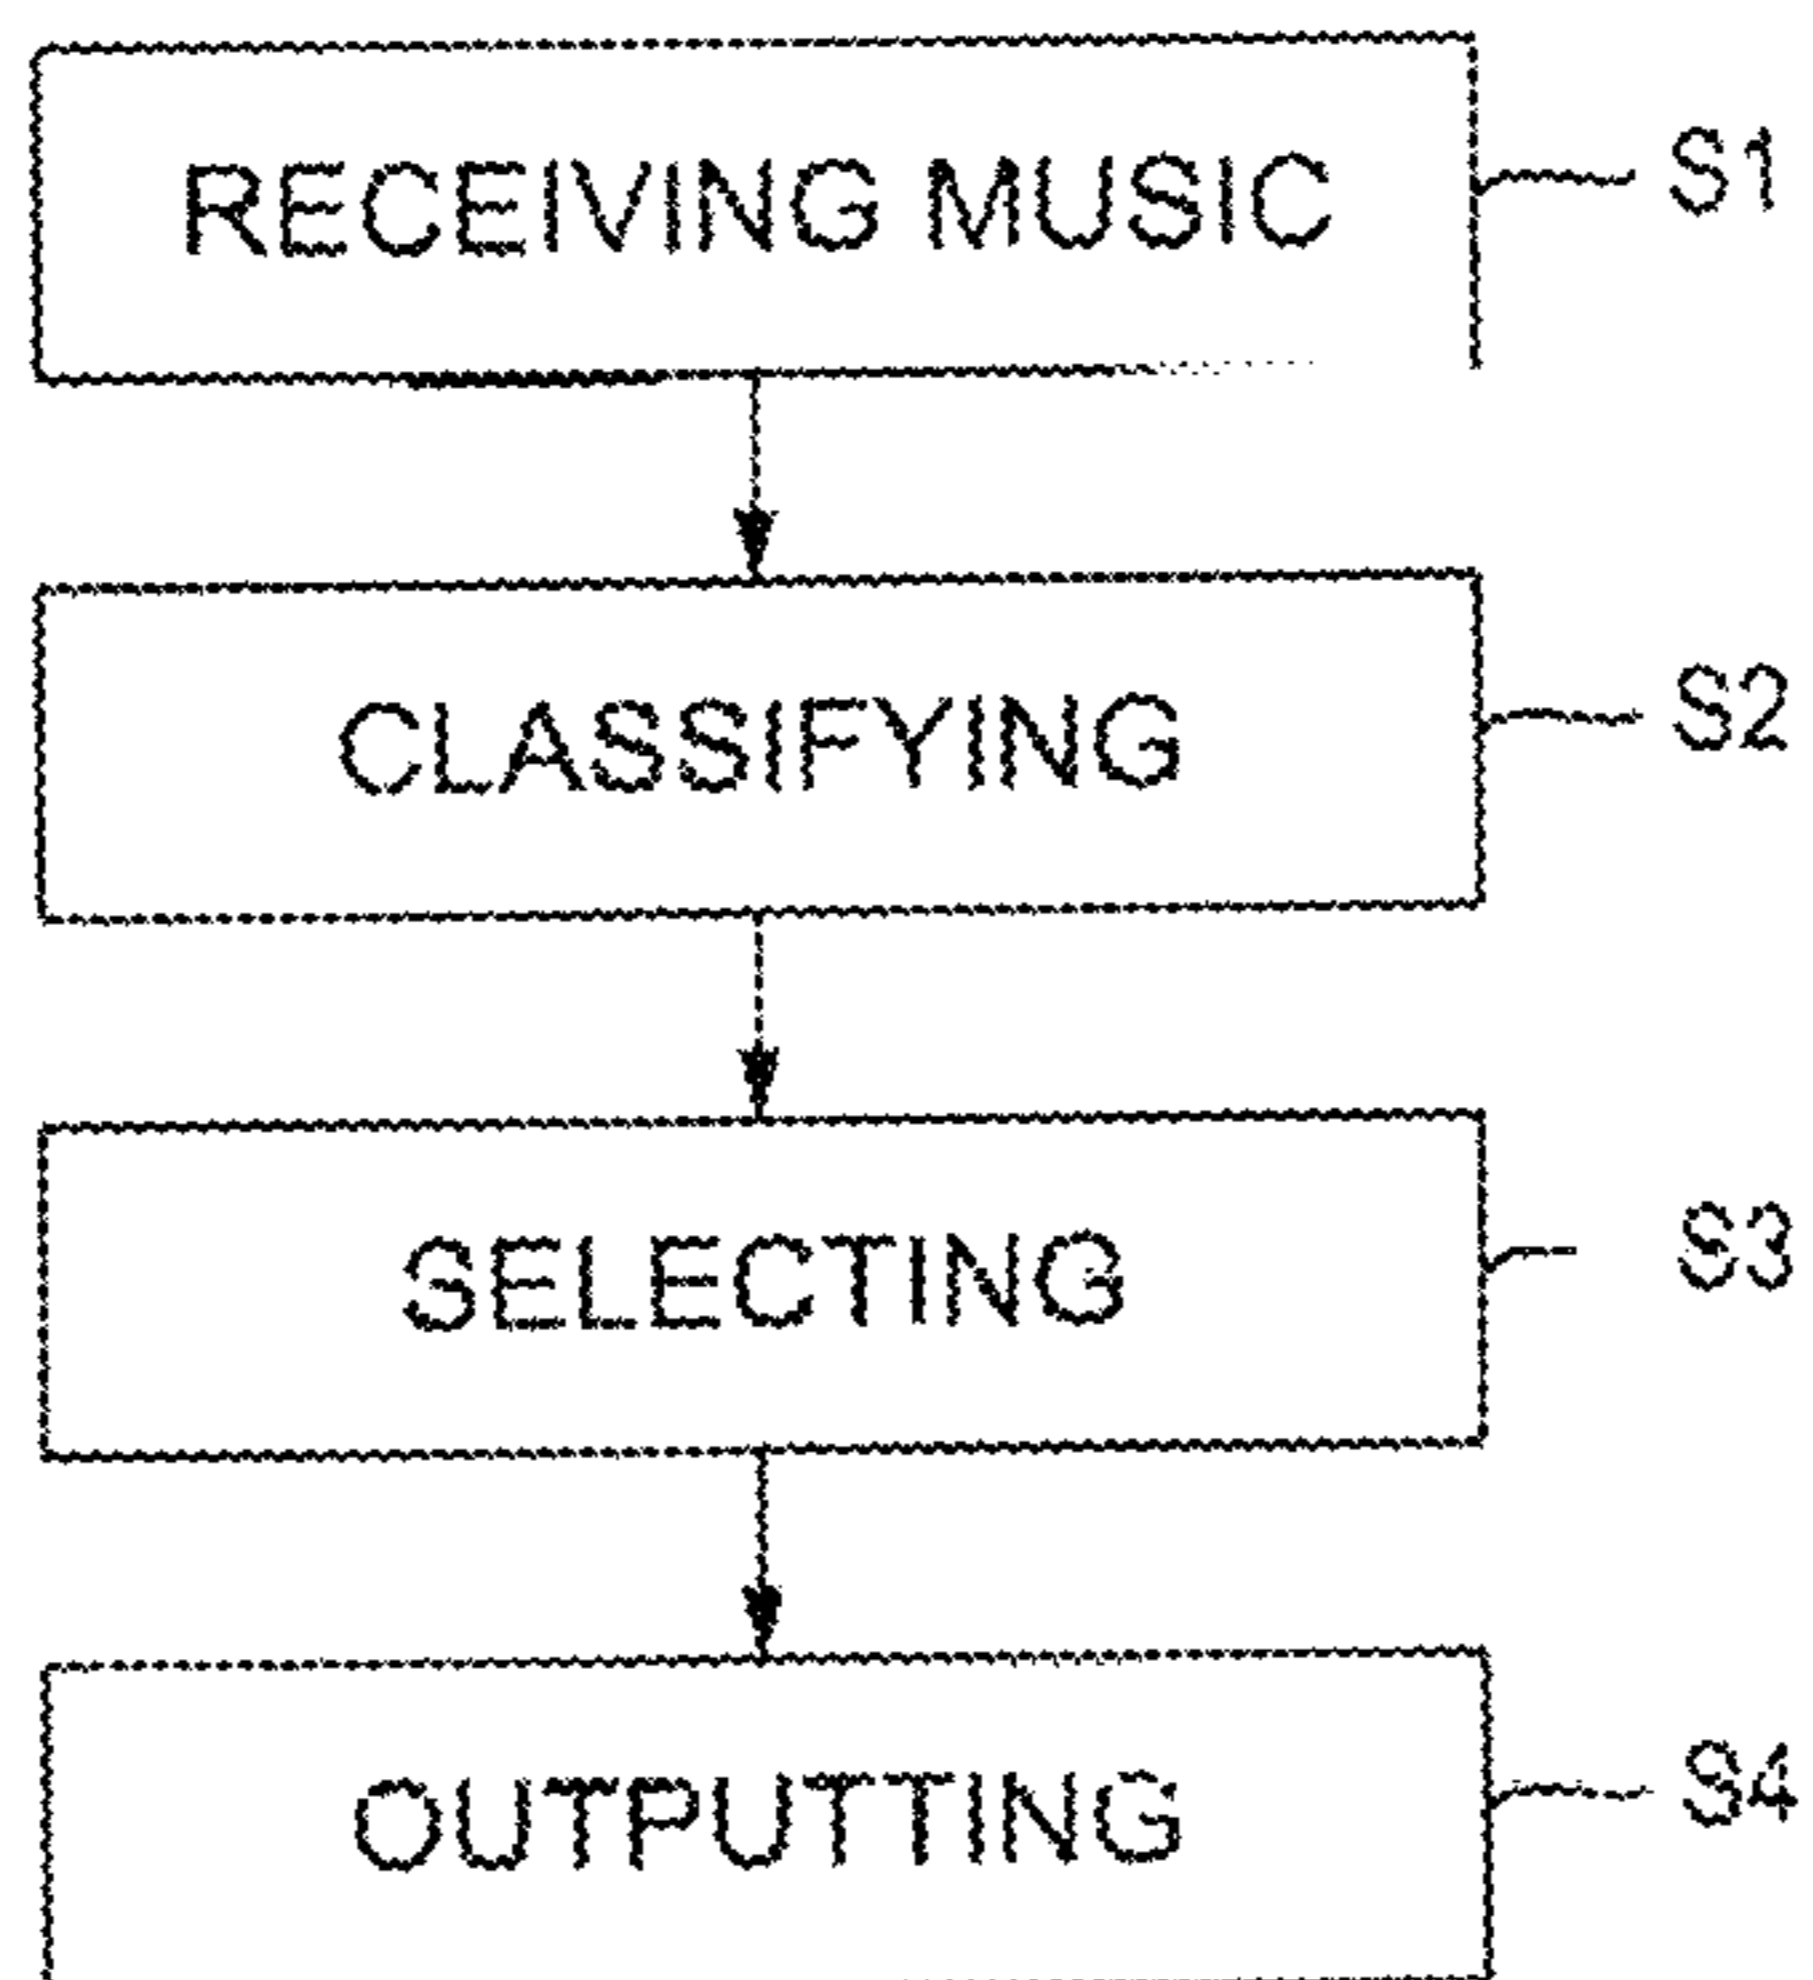 RECEIVING MUSIC
S1
CLASSIFYING
S2
SELECTING
S3
OUTPUTTING
S4